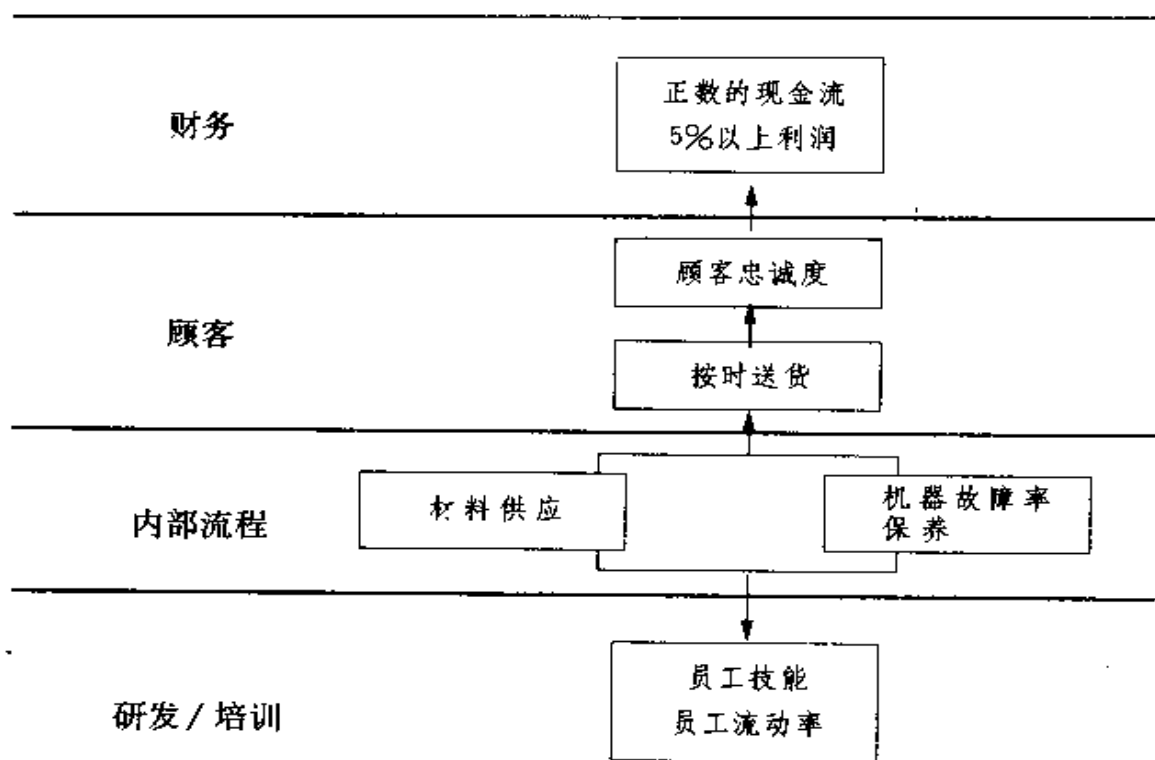 财务
正数的现金流
5%以上利润
顾客
顾客忠诚度
按时送货
内部流程
材料供应
机器故障率
保养
研发/培训
员工技能
员工流动率